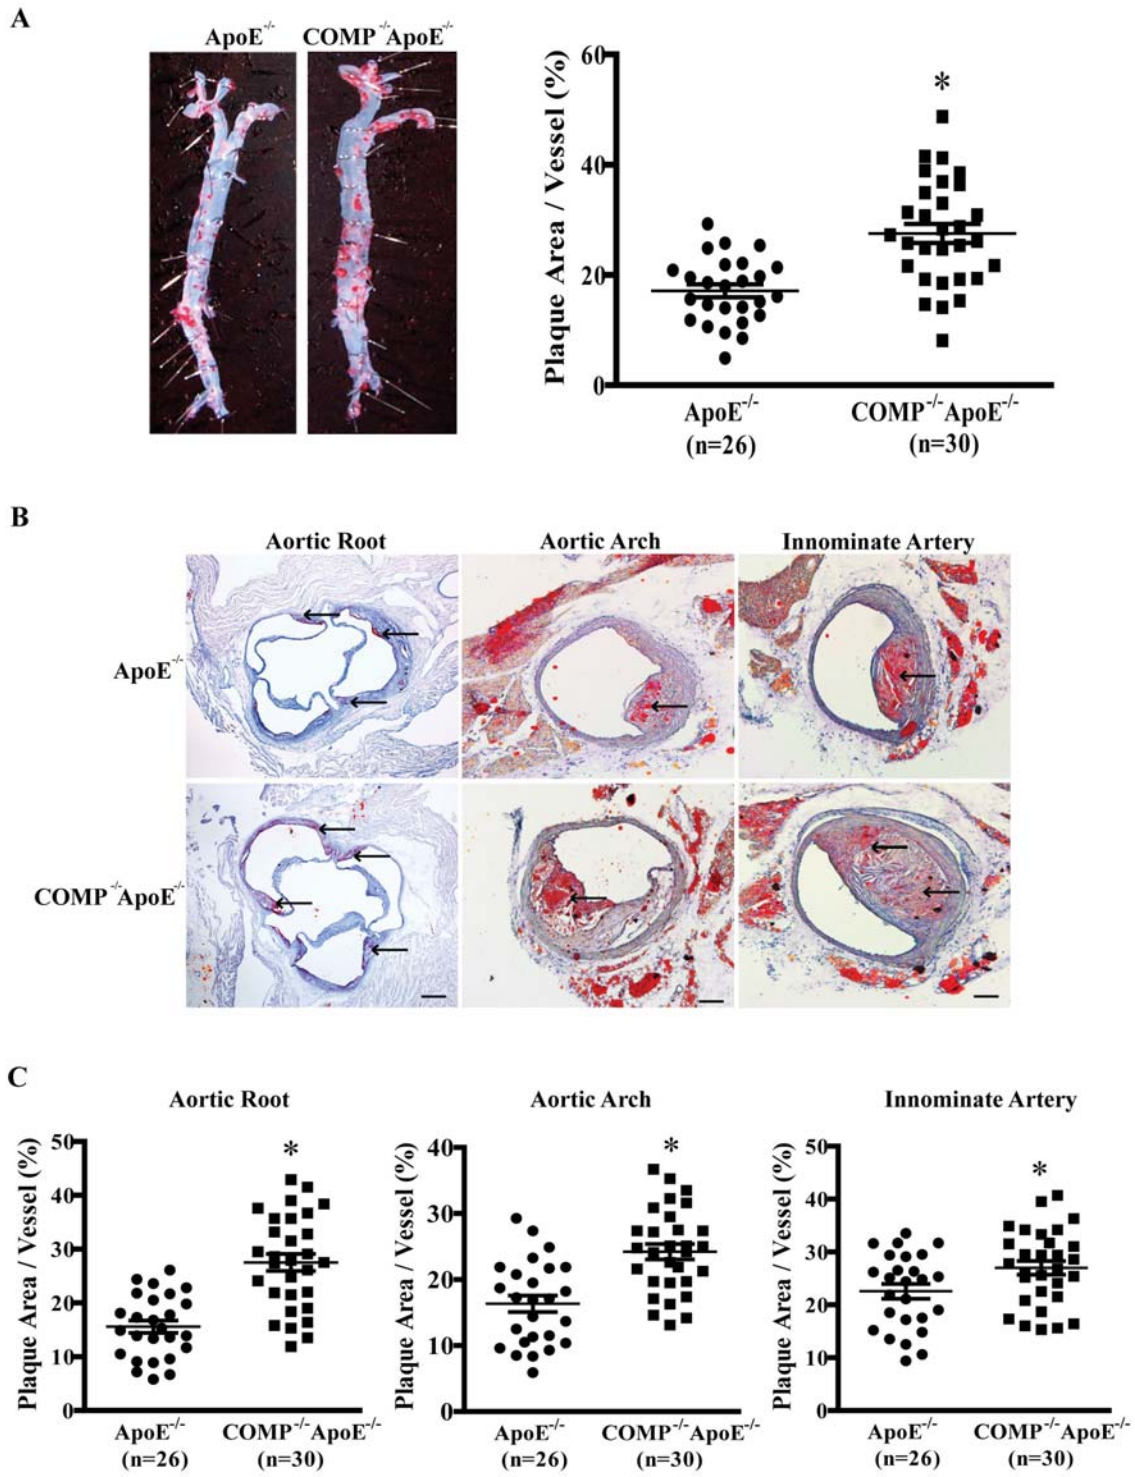 A
ApoE⁻/⁻ COMP⁻/⁻ApoE⁻/⁻
Plaque Area / Vessel (%)
60
40
20
0
*
ApoE⁻/⁻ COMP⁻/⁻ApoE⁻/⁻
(n=26) (n=30)
B
Aortic Root Aortic Arch Innominate Artery
ApoE⁻/⁻
COMP⁻/⁻ApoE⁻/⁻
C
Aortic Root
Plaque Area / Vessel (%)
50
40
30
20
10
0
*
ApoE⁻/⁻ COMP⁻/⁻ApoE⁻/⁻
(n=26) (n=30)
Aortic Arch
Plaque Area / Vessel (%)
40
30
20
10
0
*
ApoE⁻/⁻ COMP⁻/⁻ApoE⁻/⁻
(n=26) (n=30)
Innominate Artery
Plaque Area / Vessel (%)
50
40
30
20
10
0
*
ApoE⁻/⁻ COMP⁻/⁻ApoE⁻/⁻
(n=26) (n=30)